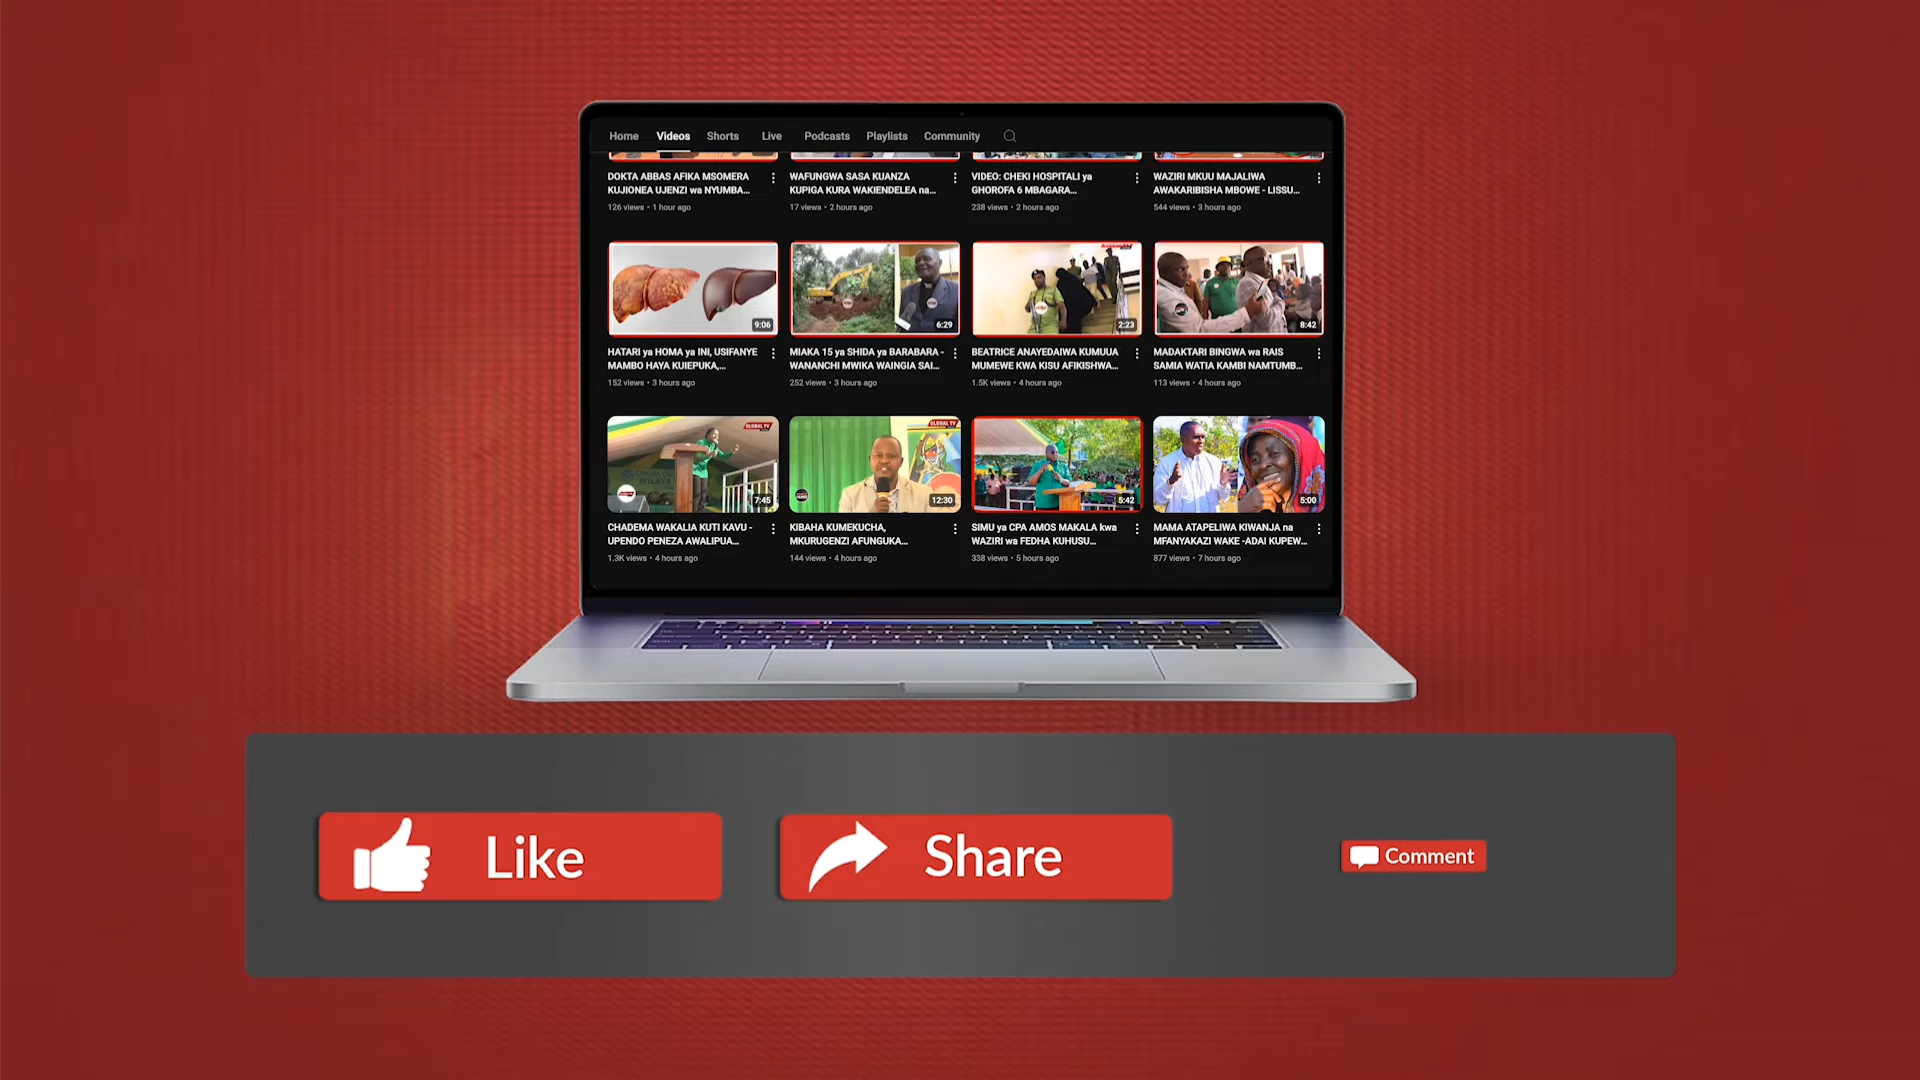 Home Videos Shorts Live Podcasts Playlists Community
DOKTA ABBAS AFIKA MSOMERA
KUJIONEA UJENZI wa NYUMBA...
126 views • 1 hour ago
WAFUNGWA SASA KUANZA
KUPIGA KURA WAKIENDELEA na...
17 views • 2 hours ago
VIDEO: CHEKI HOSPITALI ya
GHOROFA 6 MBAGARA...
238 views • 2 hours ago
WAZIRI MKUU MAJALIWA
AWAKARIBISHA MBOWE - LISSU...
544 views • 3 hours ago
9:06
6:29
2:23
8:42
HATARI ya HOMA ya INI, USIFANYE
MAMBO HAYA KUIEPUKA,...
152 views • 3 hours ago
MIAKA 15 ya SHIDA ya BARABARA -
WANANCHI MWIKA WAINGIA SAI...
252 views • 3 hours ago
BEATRICE ANAYEDAIWA KUMUUA
MUMEWE KWA KISU AFIKISHWA...
1.5K views • 4 hours ago
MADAKTARI BINGWA wa RAIS
SAMIA WATIA KAMBI NAMTUMB...
113 views • 4 hours ago
GLOBAL TV
WILAYA
7:45
GLOBAL TV
12:30
5:42
5:00
CHADEMA WAKALIA KUTI KAVU -
UPENDO PENEZA AWALIPUA...
1.3K views • 4 hours ago
KIBAHA KUMEKUCHA,
MKURUGENZI AFUNGUKA...
144 views • 4 hours ago
SIMU ya CPA AMOS MAKALA kwa
WAZIRI wa FEDHA KUHUSU...
338 views • 5 hours ago
MAMA ATAPELIWA KIWANJA na
MFANYAKAZI WAKE -ADAI KUPEW...
877 views • 7 hours ago
Like
Share
Comment